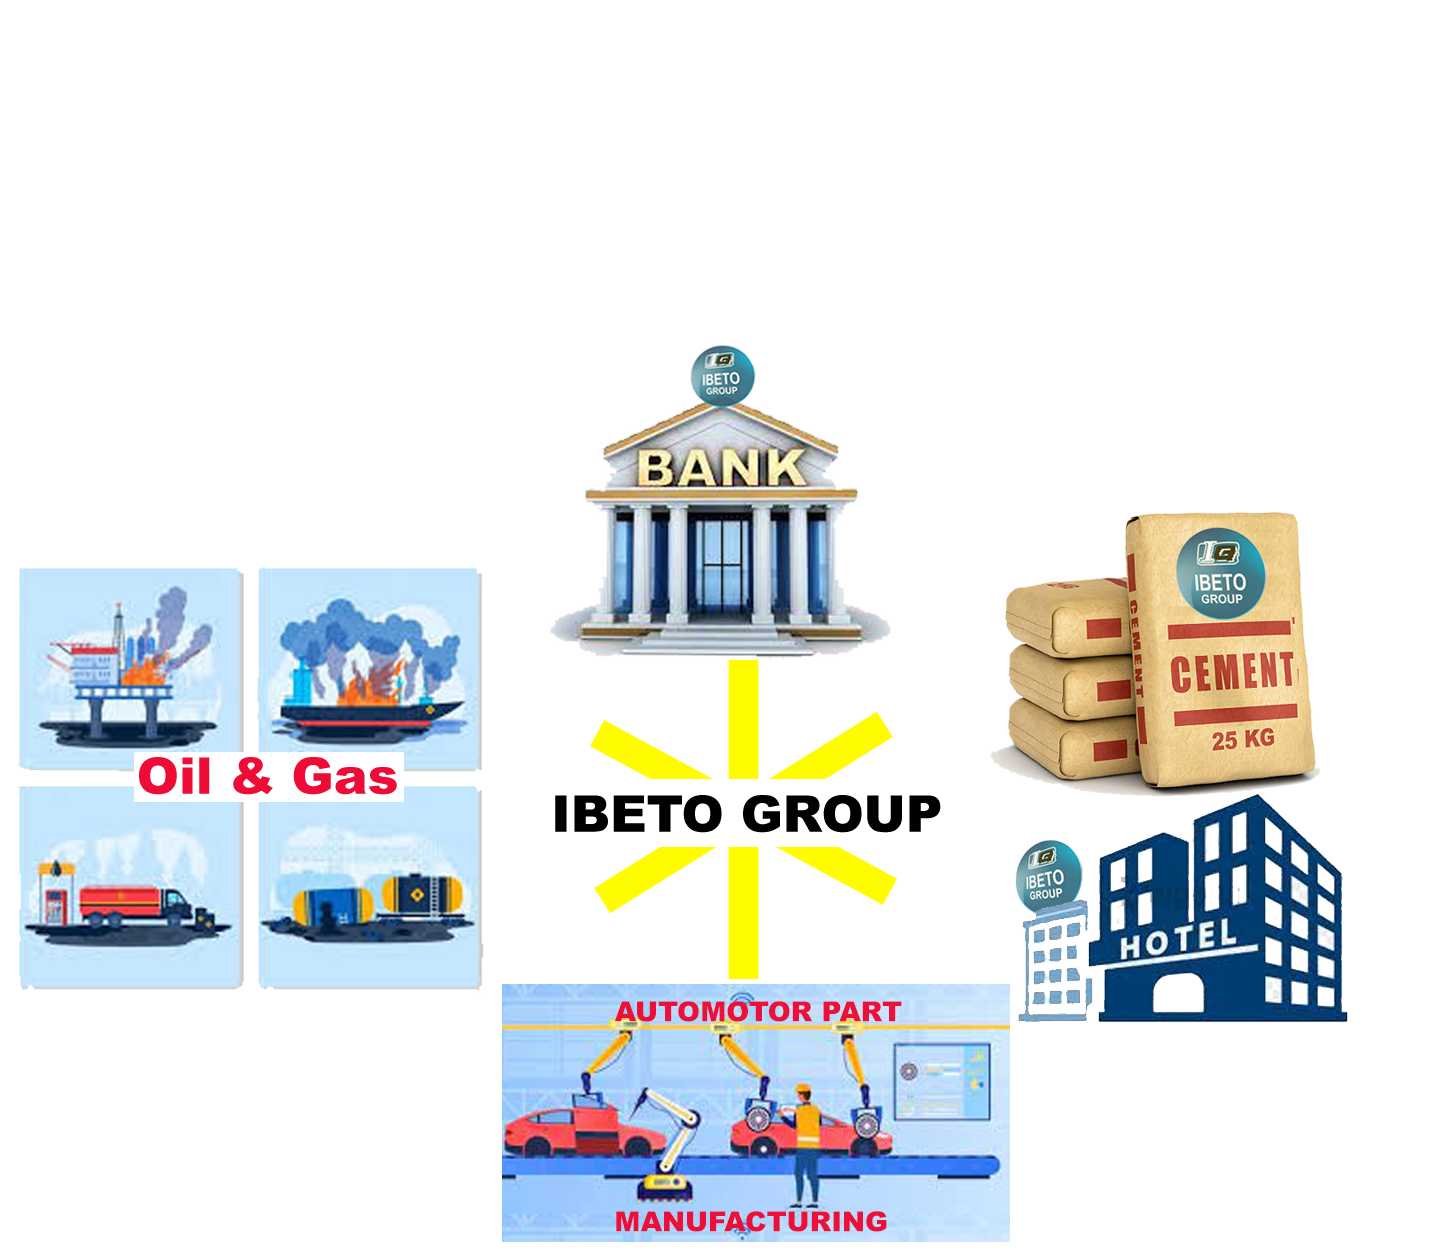 IBETO
GROUP
BANK
IBETO
GROUP
CEMENT
CEMENT
25 KG
Oil & Gas
IBETO GROUP
IBETO
GROUP
HOTEL
AUTOMOTOR PART
MANUFACTURING